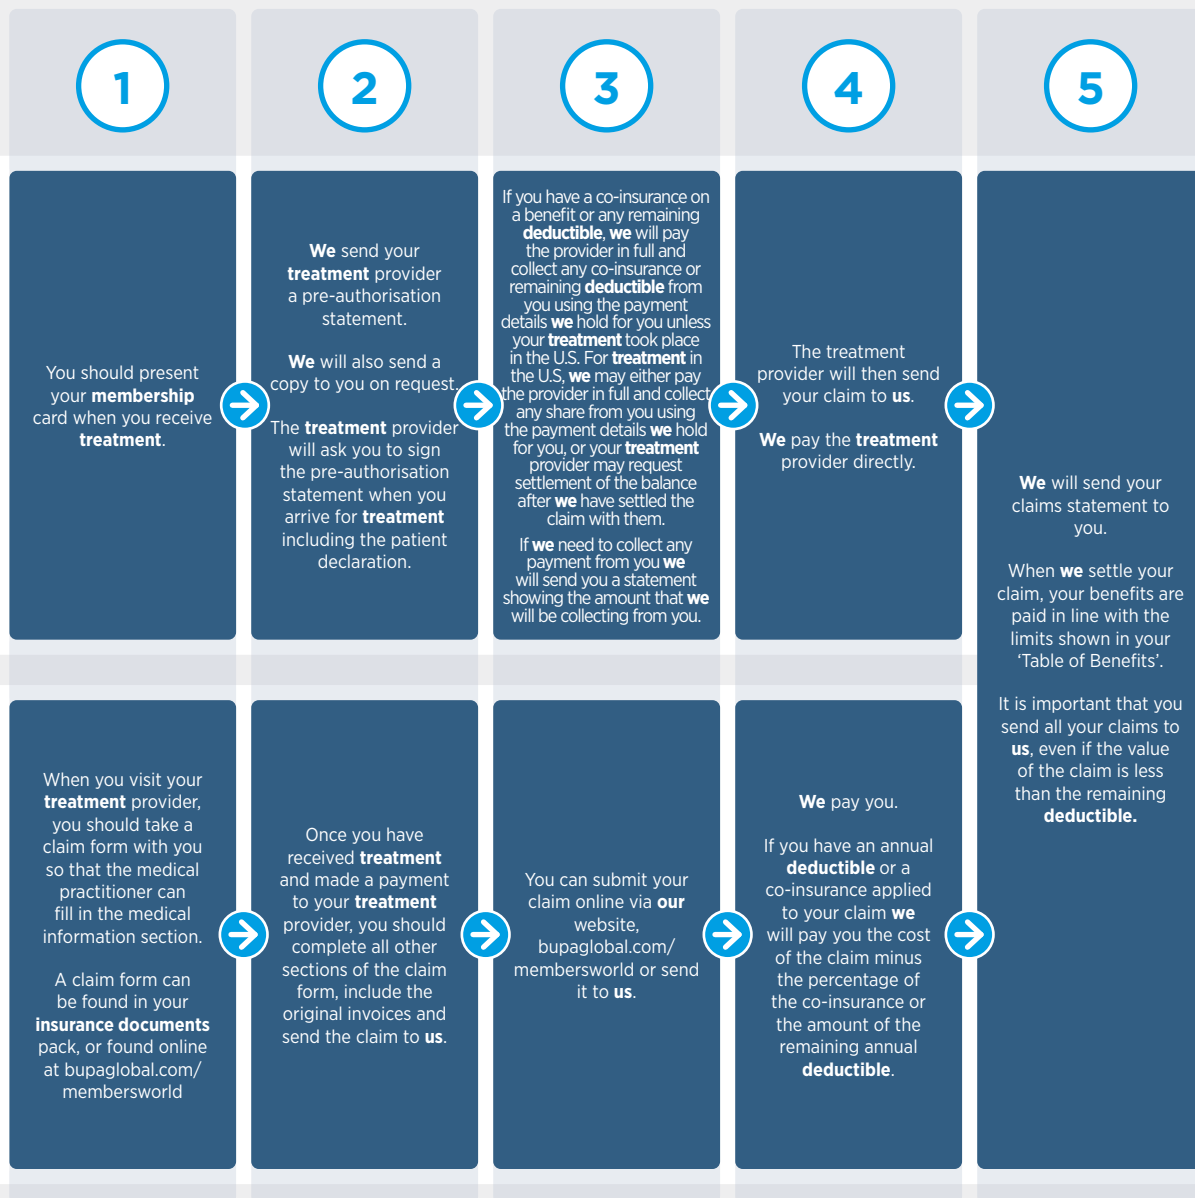 1
2
3
4
5
You should present
your membership
card when you receive
treatment.
We send your
treatment provider
a pre-authorisation
statement.
We will also send a
copy to you on request.
The treatment provider
will ask you to sign
the pre-authorisation
statement when you
arrive for treatment
including the patient
declaration.
If you have a co-insurance on
a benefit or any remaining
deductible, we will pay
the provider in full and
collect any co-insurance or
remaining deductible from
you using the payment
details we hold for you unless
your treatment took place
in the U.S. For treatment in
the U.S, we may either pay
the provider in full and collect
any share from you using
the payment details we hold
for you, or your treatment
provider may request
settlement of the balance
after we have settled the
claim with them.
If we need to collect any
payment from you we
will send you a statement
showing the amount that we
will be collecting from you.
The treatment
provider will then send
your claim to us.
We pay the treatment
provider directly.
We will send your
claims statement to
you.
When we settle your
claim, your benefits are
paid in line with the
limits shown in your
‘Table of Benefits’.
It is important that you
send all your claims to
us, even if the value
of the claim is less
than the remaining
deductible.
When you visit your
treatment provider,
you should take a
claim form with you
so that the medical
practitioner can
fill in the medical
information section.
A claim form can
be found in your
insurance documents
pack, or found online
at bupaglobal.com/
membersworld
Once you have
received treatment
and made a payment
to your treatment
provider, you should
complete all other
sections of the claim
form, include the
original invoices and
send the claim to us.
You can submit your
claim online via our
website,
bupaglobal.com/
membersworld or send
it to us.
We pay you.
If you have an annual
deductible or a
co-insurance applied
to your claim we
will pay you the cost
of the claim minus
the percentage of
the co-insurance or
the amount of the
remaining annual
deductible.